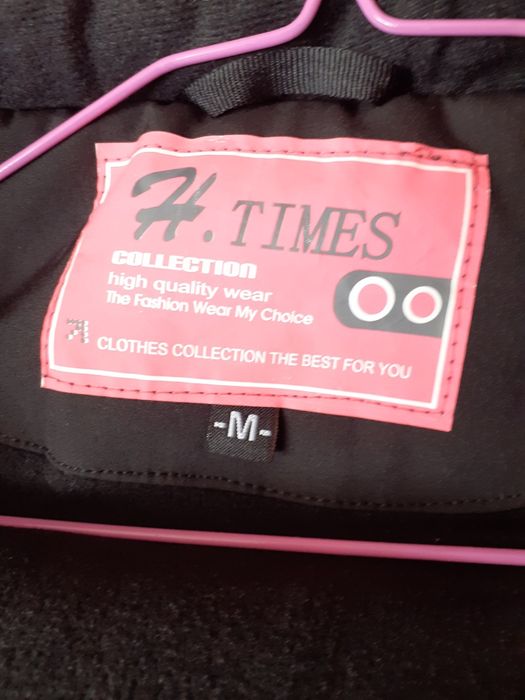 H. TIMES
COLLECTION
high quality wear
The Fashion Wear My Choice
CLOTHES COLLECTION THE BEST FOR YOU
-M-